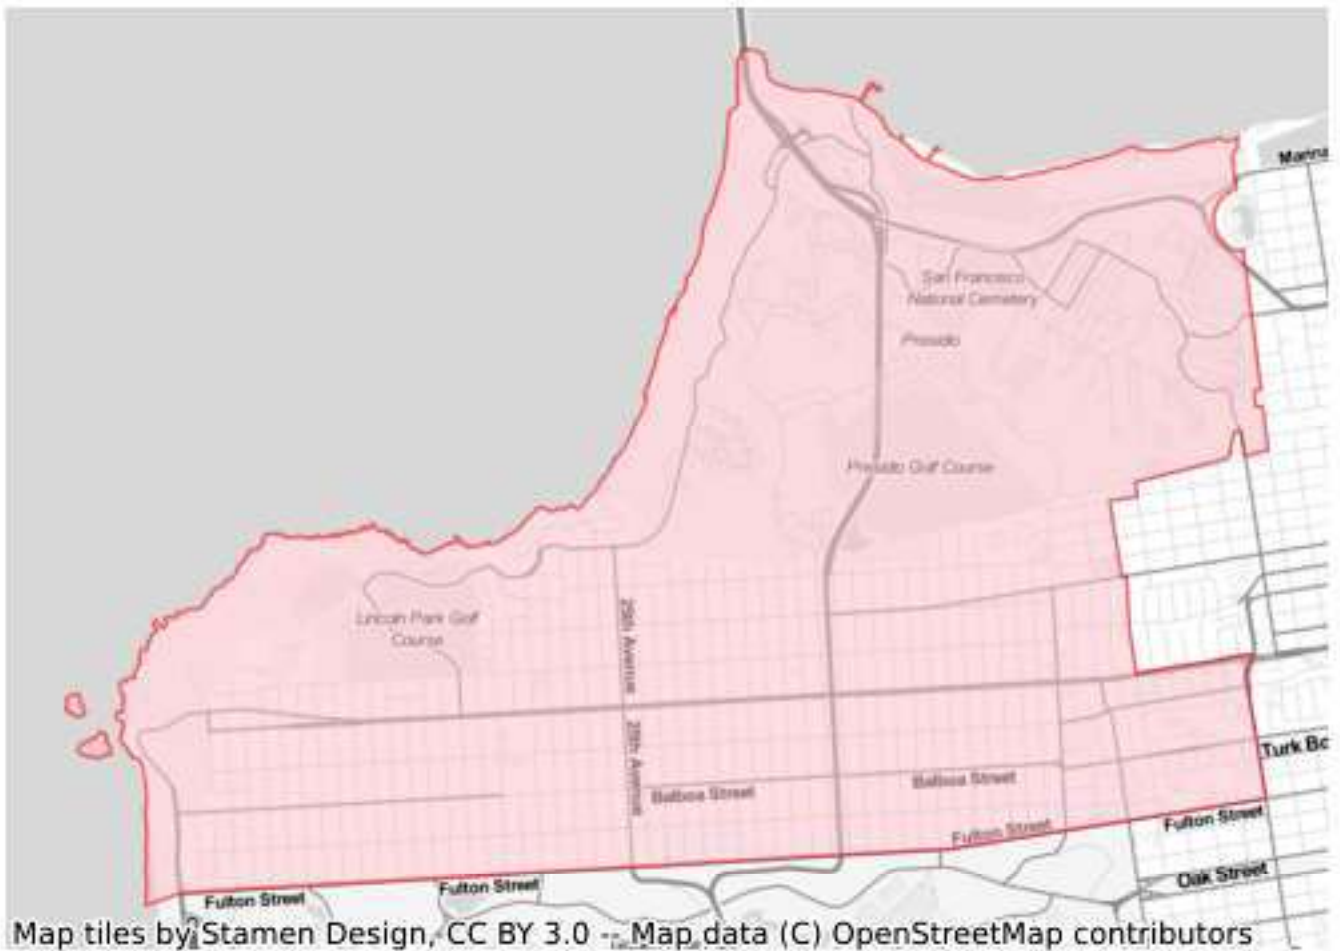 Marina
San Francisco
National Cemetery
Presidio
Presidio Golf Course
Lincoln Park Golf
Course
25th Avenue
25th Avenue
Balboa Street
Balboa Street
Turk Bo
Fulton Street
Fulton Street
Fulton Street
Fulton Street
Oak Street
Map tiles by Stamen Design, CC BY 3.0 -- Map data (C) OpenStreetMap contributors